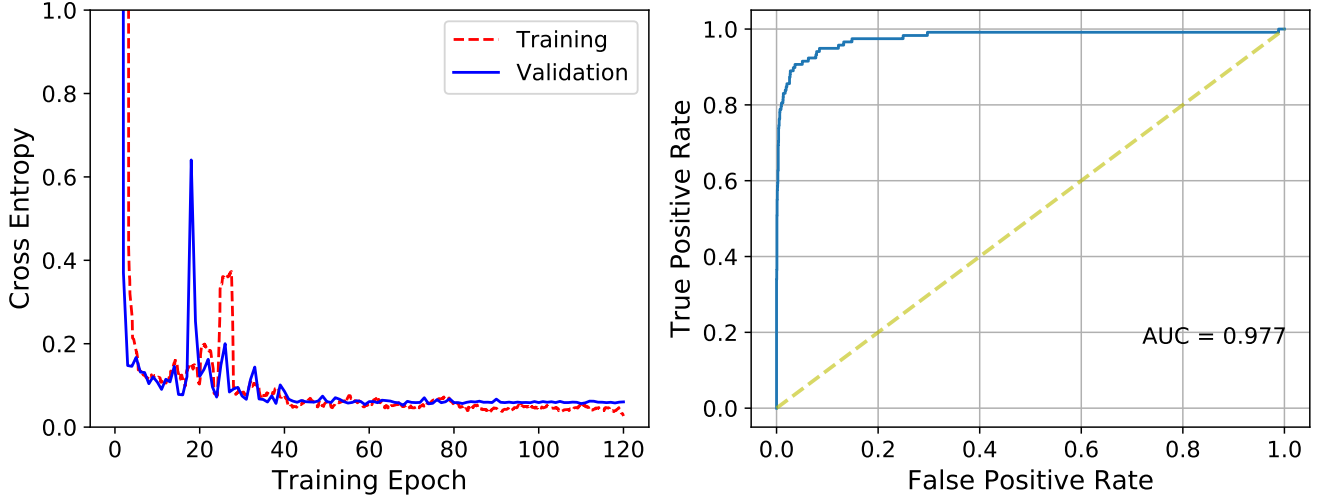 Cross Entropy
1.0
0.8
0.6
0.4
0.2
0.0
Training
Validation
0 20 40 60 80 100 120
Training Epoch
True Positive Rate
1.0
0.8
0.6
0.4
0.2
0.0
AUC = 0.977
0.0 0.2 0.4 0.6 0.8 1.0
False Positive Rate